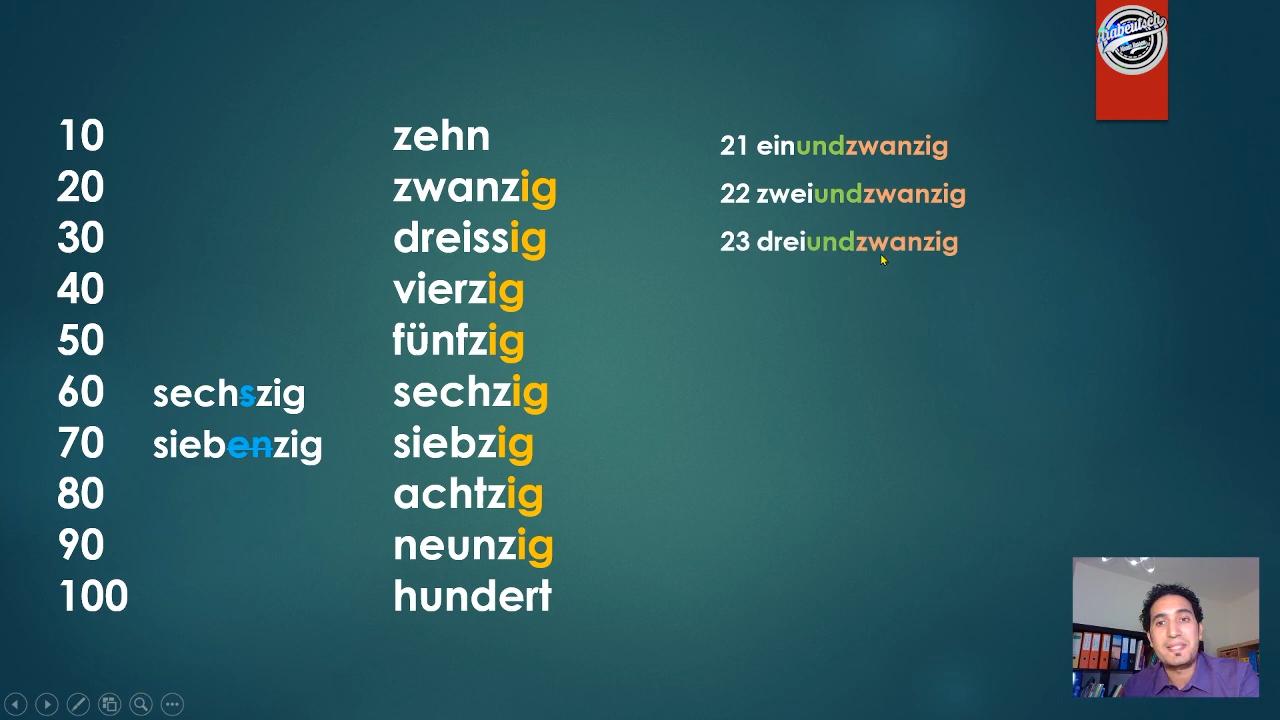 10 zehn
20 zwanzig
30 dreissig
40 vierzig
50 fünfzig
60 sechszig sechzig
70 siebenzig siebzig
80 achtzig
90 neunzig
100 hundert
21 einundzwanzig
22 zweiundzwanzig
23 dreiundzwanzig